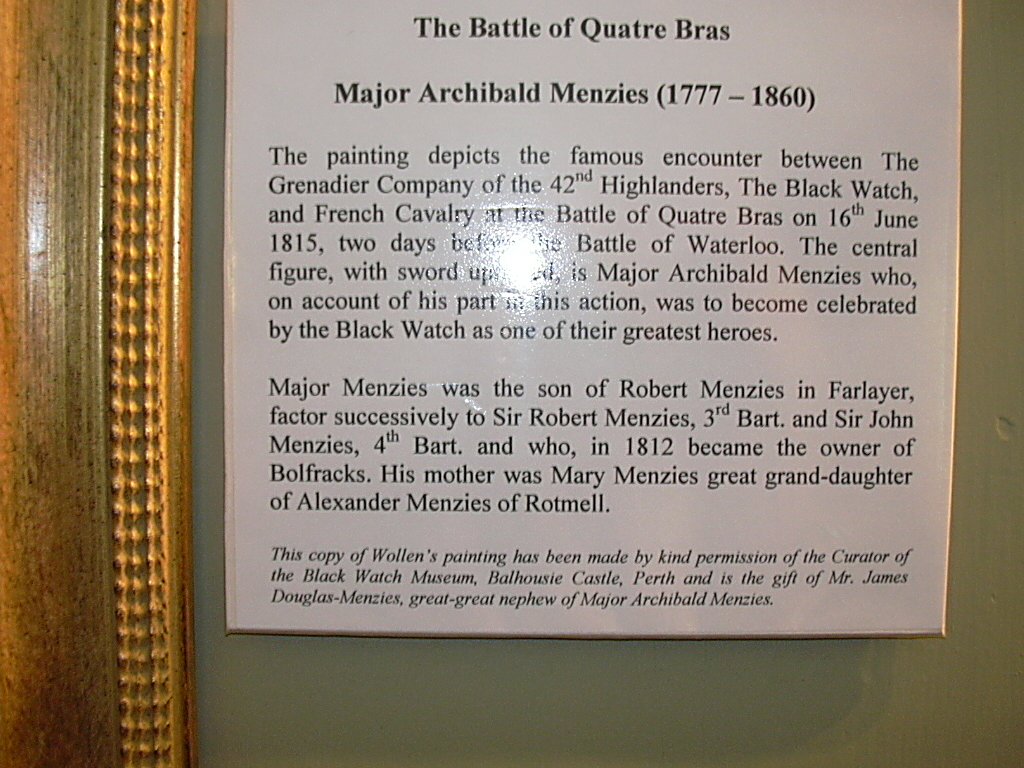 The Battle of Quatre Bras
Major Archibald Menzies (1777 – 1860)
The painting depicts the famous encounter between The
Grenadier Company of the 42nd Highlanders, The Black Watch,
and French Cavalry at the Battle of Quatre Bras on 16th June
1815, two days before the Battle of Waterloo. The central
figure, with sword is Major Archibald Menzies who,
on account of his part in this action, was to become celebrated
by the Black Watch as one of their greatest heroes.
Major Menzies was the son of Robert Menzies in Farlayer,
factor successively to Sir Robert Menzies, 3rd Bart. and Sir John
Menzies, 4th Bart. and who, in 1812 became the owner of
Bolfracks. His mother was Mary Menzies great grand-daughter
of Alexander Menzies of Rotmell.
This copy of Wollen's painting has been made by kind permission of the Curator of
the Black Watch Museum, Balhousie Castle, Perth and is the gift of Mr. James
Douglas-Menzies, great-great nephew of Major Archibald Menzies.